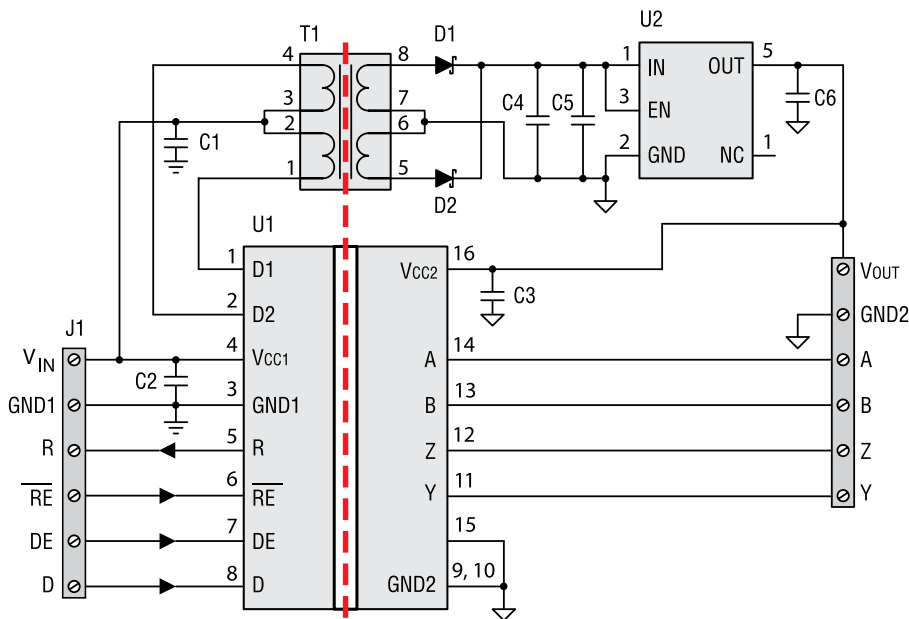 T1
D1
U2
4
8
1
IN
OUT
5
3
7
C4
C5
3
EN
C6
2
6
C1
2
GND
NC
1
1
5
D2
U1
1
D1
16
VCC2
VOUT
C3
2
D2
GND2
J1
VIN
4
VCC1
A
14
A
C2
GND1
3
GND1
B
13
B
R
5
R
Z
12
Z
RE
6
RE
Y
11
Y
DE
7
DE
15
D
8
D
GND2
9, 10